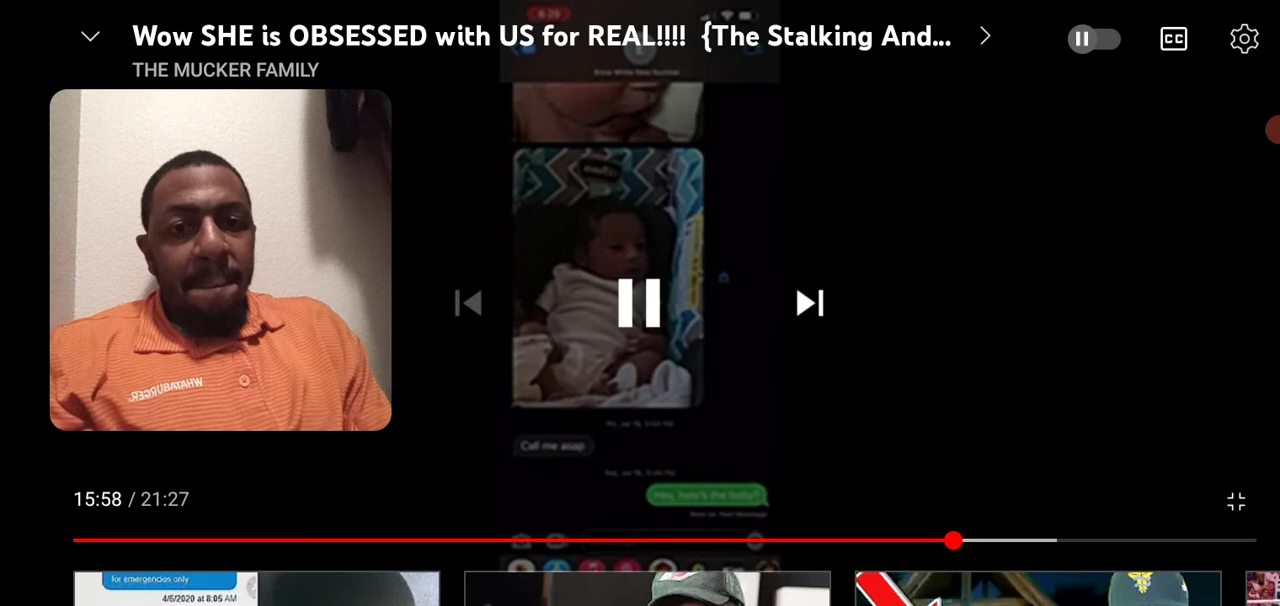 Wow SHE is OBSESSED with US for REAL!!!! {The Stalking And...
THE MUCKER FAMILY
CC
WHATABURGER
Call me asap
Hey, how's the baby?
15:58 / 21:27
for emergencies only
4/6/2020 at 8:05 AM